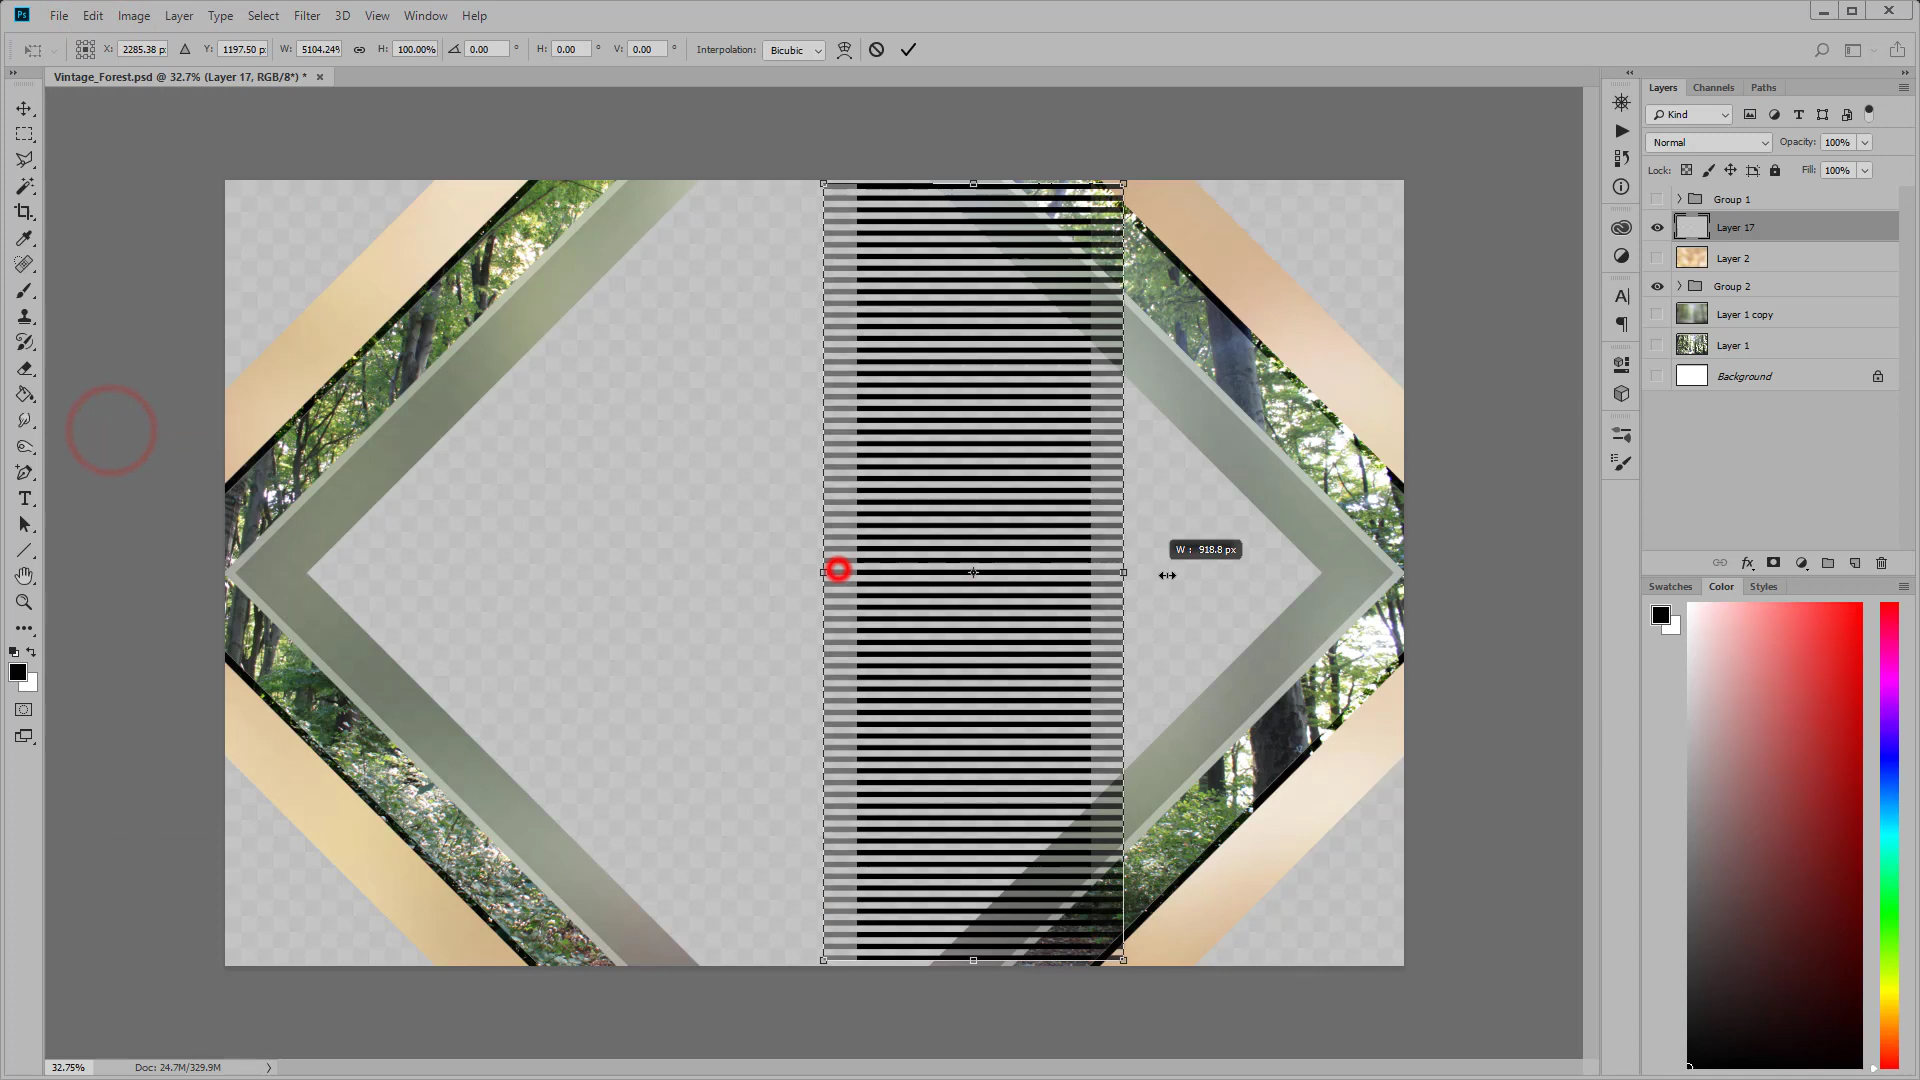 Ps File Edit Image Layer Type Select Filter 3D View Window Help
X: 2285.38 p Y: 1197.50 p W: 5104.24% H: 100.00% 0.00 ° H: 0.00 ° V: 0.00 ° Interpolation: Bicubic
Vintage_Forest.psd @ 32.7% (Layer 17, RGB/8*) * ×
Layers Channels Paths
Kind
Normal Opacity: 100%
Lock: Fill: 100%
Group 1
Layer 17
Layer 2
Group 2
Layer 1 copy
Layer 1
Background
W : 918.8 px
fx
Swatches Color Styles
32.75% Doc: 24.7M/329.9M